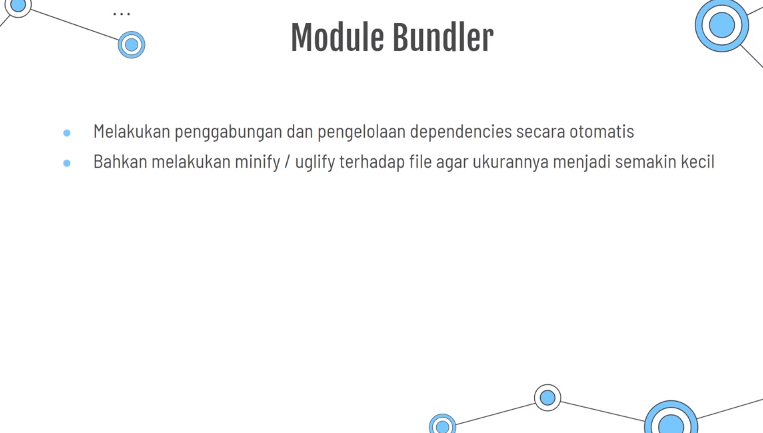 Module Bundler
Melakukan penggabungan dan pengelolaan dependencies secara otomatis
Bahkan melakukan minify / uglify terhadap file agar ukurannya menjadi semakin kecil